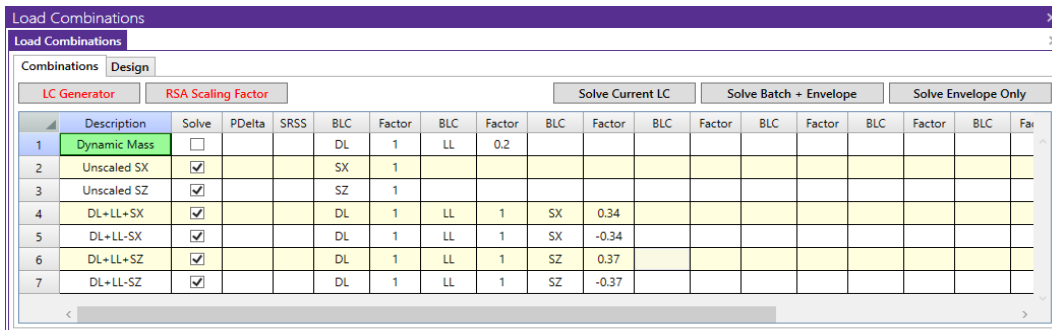 Load Combinations
Load Combinations
Combinations Design
LC Generator RSA Scaling Factor Solve Current LC Solve Batch + Envelope Solve Envelope Only
Description Solve PDelta SRSS BLC Factor BLC Factor BLC Factor BLC Factor BLC Factor BLC Factor BLC Fac
1 Dynamic Mass DL 1 LL 0.2
2 Unscaled SX SX 1
3 Unscaled SZ SZ 1
4 DL+LL+SX DL 1 LL 1 SX 0.34
5 DL+LL-SX DL 1 LL 1 SX -0.34
6 DL+LL+SZ DL 1 LL 1 SZ 0.37
7 DL+LL-SZ DL 1 LL 1 SZ -0.37